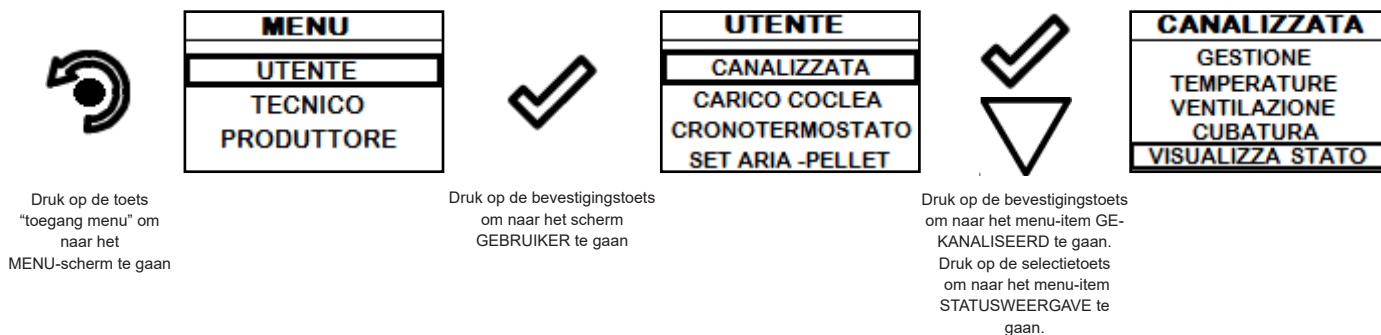 MENU
UTENTE
TECNICO
PRODUTTORE
UTENTE
CANALIZZATA
CARICO COCLEA
CRONOTERMOSTATO
SET ARIA -PELLET
CANALIZZATA
GESTIONE
TEMPERATURE
VENTILAZIONE
CUBATURA
VISUALIZZA STATO
Druk op de toets
“toegang menu” om
naar het
MENU-scherm te gaan
Druk op de bevestigingstoets
om naar het scherm
GEBRUIKER te gaan
Druk op de bevestigingstoets
om naar het menu-item GE-
KANALISEERD te gaan.
Druk op de selectietoets
om naar het menu-item
STATUSWEERGAVE te
gaan.